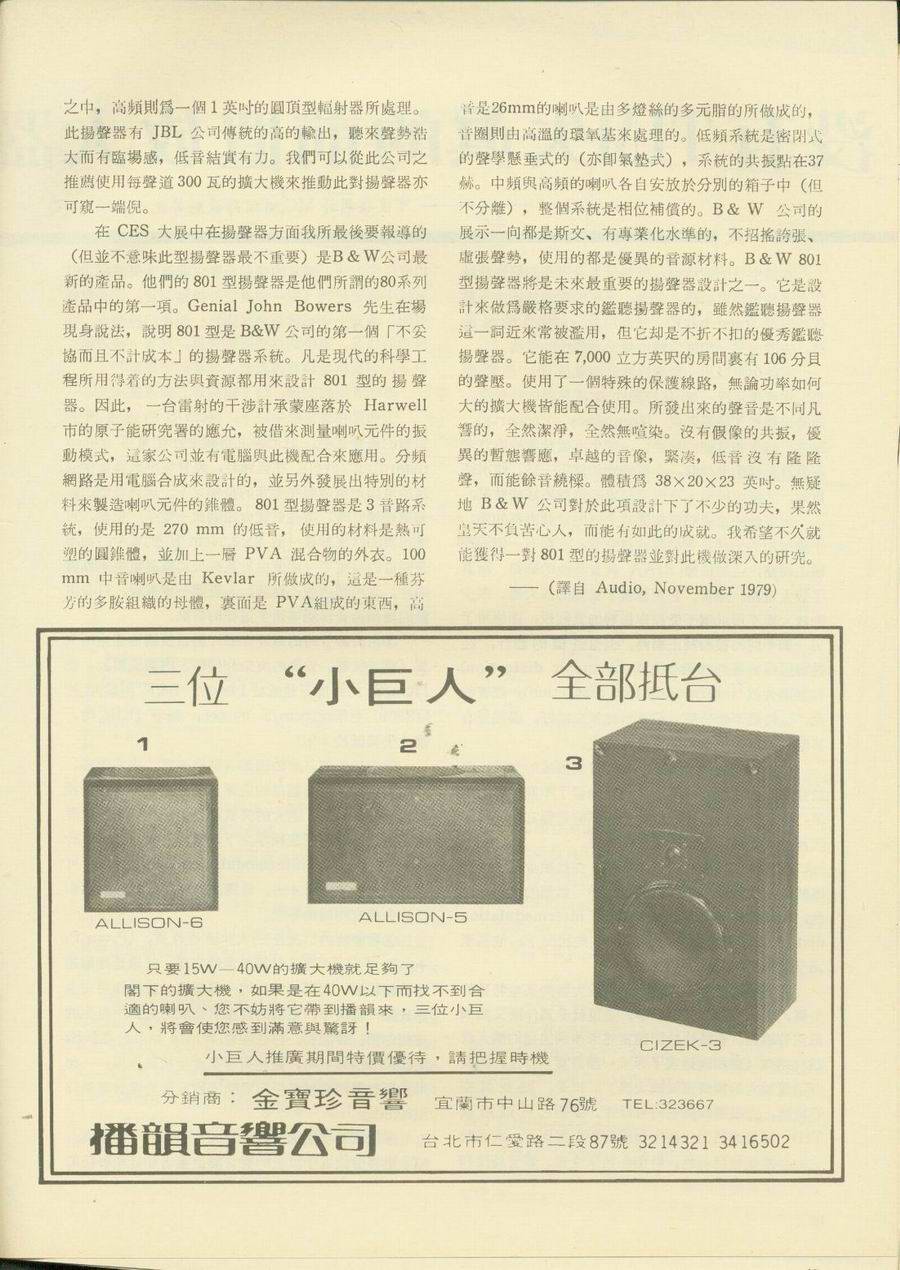 之中，高頻則爲一個1英吋的圓頂型輻射器所處理。
此揚聲器有 JBL 公司傳統的高的輸出，聽來聲勢浩
大而有臨場感，低音結實有力。我們可以從此公司之
推薦使用每聲道300瓦的擴大機來推動此對揚聲器亦
可窺一端倪。
在 CES 大展中在揚聲器方面我所最後要報導的
（但並不意味此型揚聲器最不重要）是B&W公司最
新的產品。他們的801型揚聲器是他們所謂的80系列
產品中的第一項。Genial John Bowers 先生在場
現身說法，說明801型是 B&W 公司的第一個「不妥
協而且不計成本」的揚聲器系統。凡是現代的科學工
程所用得着的方法與資源都用來設計 801 型的揚聲
器。因此，一台雷射的干涉計承蒙座落於 Harwell
市的原子能研究署的應允，被借來測量喇叭元件的振
動模式，這家公司並有電腦與此機配合來應用。分頻
網路是用電腦合成來設計的，並另外發展出特別的材
料來製造喇叭元件的錐體。801型揚聲器是3音路系
統，使用的是 270 mm 的低音，使用的材料是熱可
塑的圓錐體，並加上一層 PVA 混合物的外衣。100
mm 中音喇叭是由 Kevlar 所做成的，這是一種芬
芳的多胺組織的母體，裏面是 PVA組成的東西，高
音是26mm的喇叭是由多燈絲的多元脂的所做成的，
音圈則由高溫的環氧基來處理的。低頻系統是密閉式
的聲學懸垂式的（亦卽氣墊式），系統的共振點在37
赫。中頻與高頻的喇叭各自安放於分別的箱子中（但
不分離），整個系統是相位補償的。B&W 公司的
展示一向都是斯文、有專業化水準的，不招搖誇張、
虛張聲勢，使用的都是優異的音源材料。B&W 801
型揚聲器將是未來最重要的揚聲器設計之一。它是設
計來做爲嚴格要求的鑑聽揚聲器的，雖然鑑聽揚聲器
這一詞近來常被濫用，但它却是不折不扣的優秀鑑聽
揚聲器。它能在7,000立方英呎的房間裏有106分貝
的聲壓。使用了一個特殊的保護線路，無論功率如何
大的擴大機皆能配合使用。所發出來的聲音是不同凡
響的，全然潔淨，全然無喧染。沒有假像的共振，優
異的暫態響應，卓越的音像，緊湊，低音沒有隆隆
聲，而能餘音繞樑。體積爲 38×20×23 英吋。無疑
地 B&W 公司對於此項設計下了不少的功夫，果然
皇天不負苦心人，而能有如此的成就。我希望不久就
能獲得一對801型的揚聲器並對此機做深入的研究。
——（譯自 Audio, November 1979)
三位 “小巨人” 全部抵台
1
2
3
ALLISON-6
ALLISON-5
CIZEK-3
只要15W—40W的擴大機就足夠了
閣下的擴大機，如果是在40W以下而找不到合
適的喇叭、您不妨將它帶到播韻來，三位小巨
人，將會使您感到滿意與驚訝！
小巨人推廣期間特價優待，請把握時機
分銷商：金寶珍音響 宜蘭市中山路76號 TEL:323667
播韻音響公司 台北市仁愛路二段87號 3214321 3416502